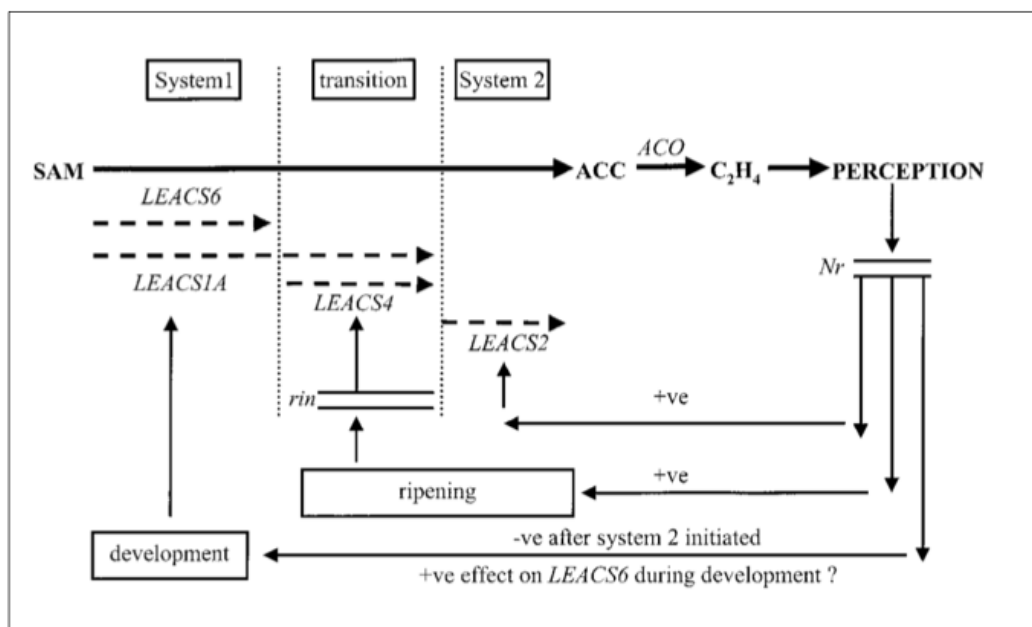 System1 transition System 2
SAM ACC ACO C₂H₄ PERCEPTION
LEACS6
LEACS1A
LEACS4
LEACS2
Nr
rin
+ve
ripening
+ve
development
-ve after system 2 initiated
+ve effect on LEACS6 during development ?